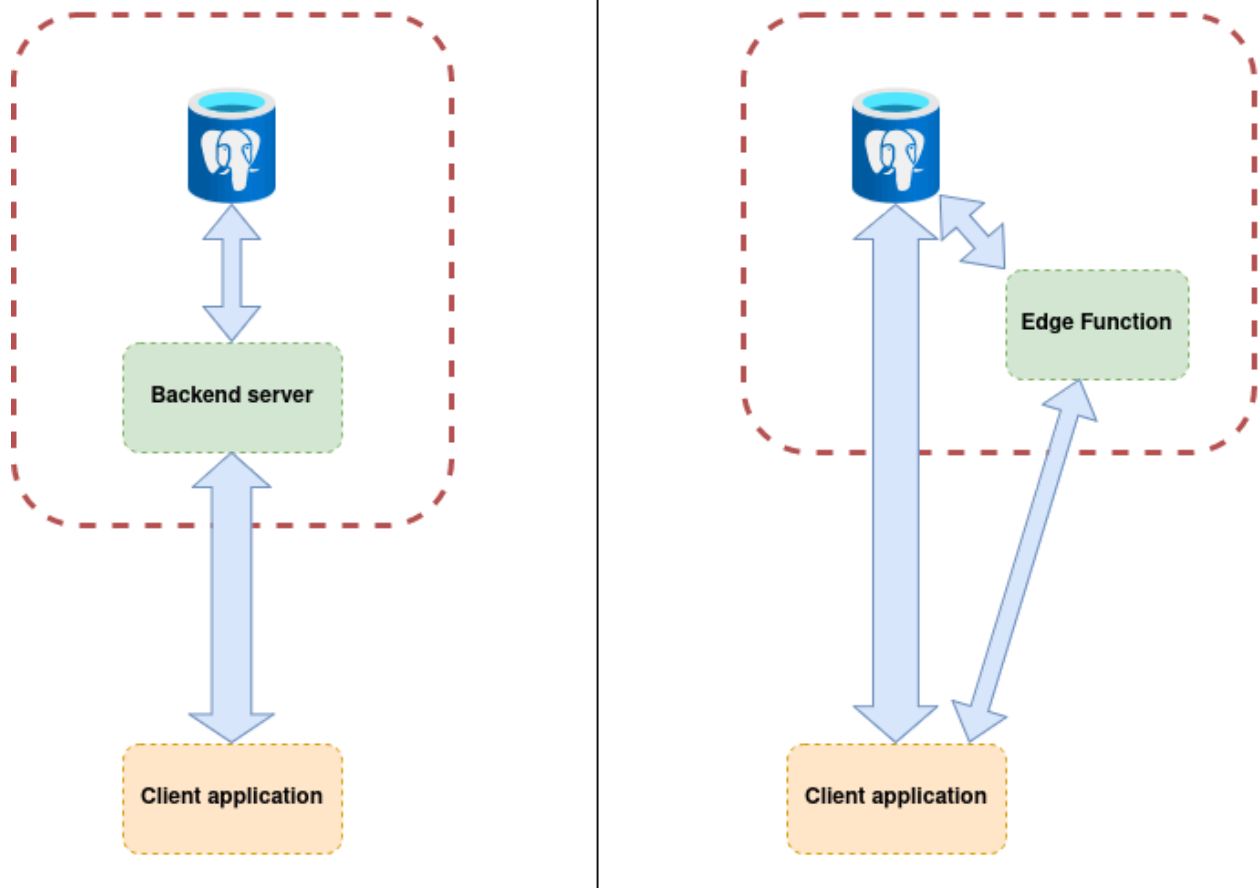 Backend server
Client application
Edge Function
Client application